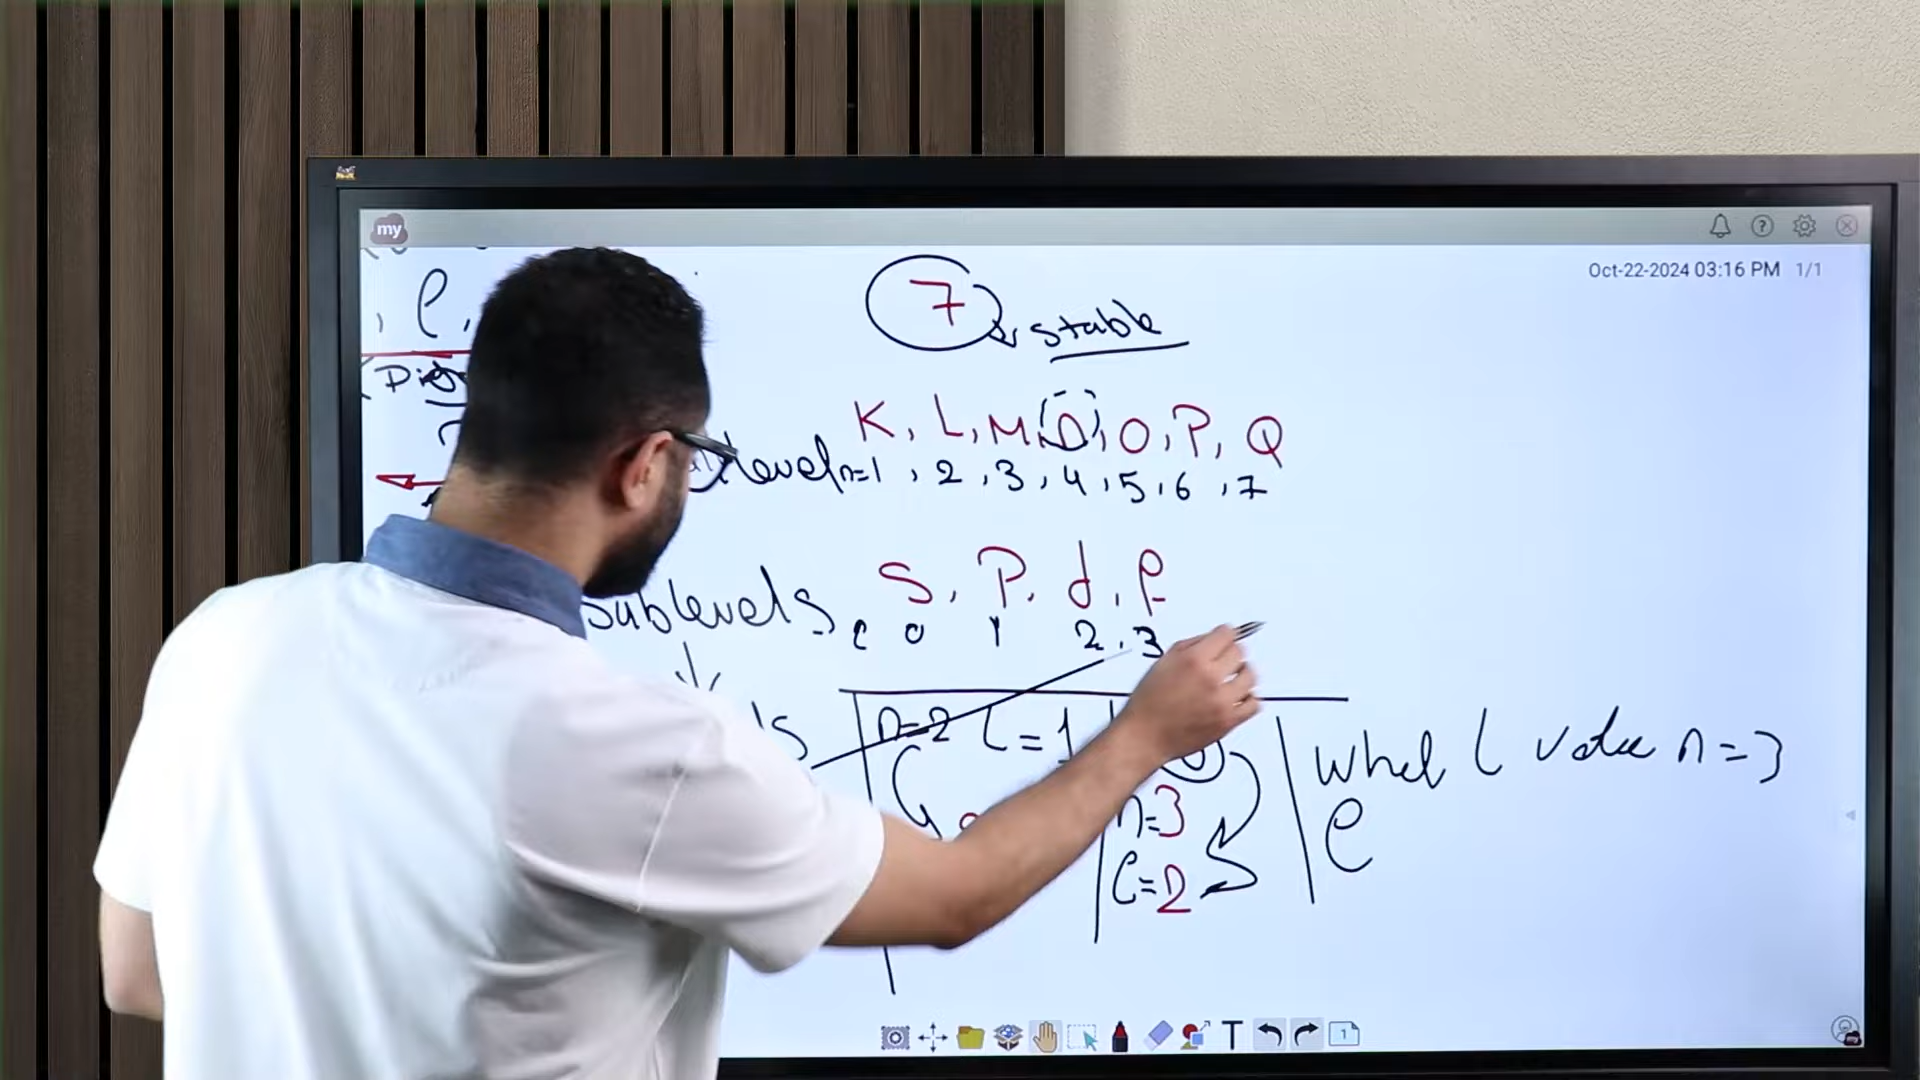 my
Oct-22-2024 03:16 PM 1/1
7
stable
K, L, M, N, O, P, Q
n=1, 2, 3, 4, 5, 6, 7
S, P, d, f
sublevels
l 0 1 2, 3
n=2 l=1
n=3
l=2
what l value n=3
l
T
1